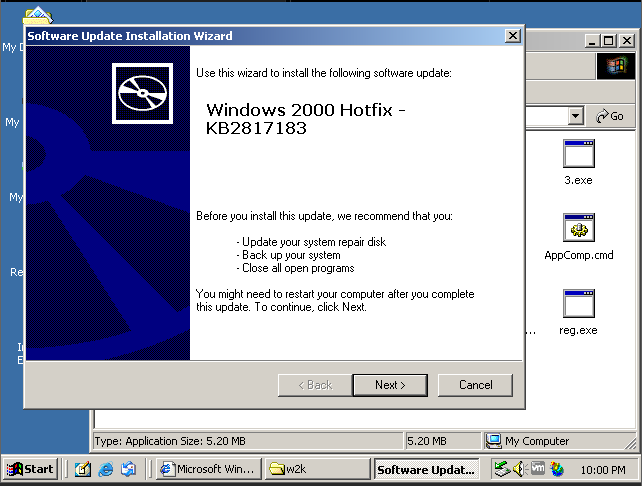 My D
Software Update Installation Wizard
Use this wizard to install the following software update:
Windows 2000 Hotfix -
KB2817183
Go
My
3.exe
My
Before you install this update, we recommend that you:
- Update your system repair disk
- Back up your system
- Close all open programs
AppComp.cmd
Re
You might need to restart your computer after you complete
this update. To continue, click Next.
...
reg.exe
In
E
< Back
Next >
Cancel
Type: Application Size: 5.20 MB
5.20 MB
My Computer
Start
Microsoft Win...
w2k
Software Updat...
vm
10:00 PM